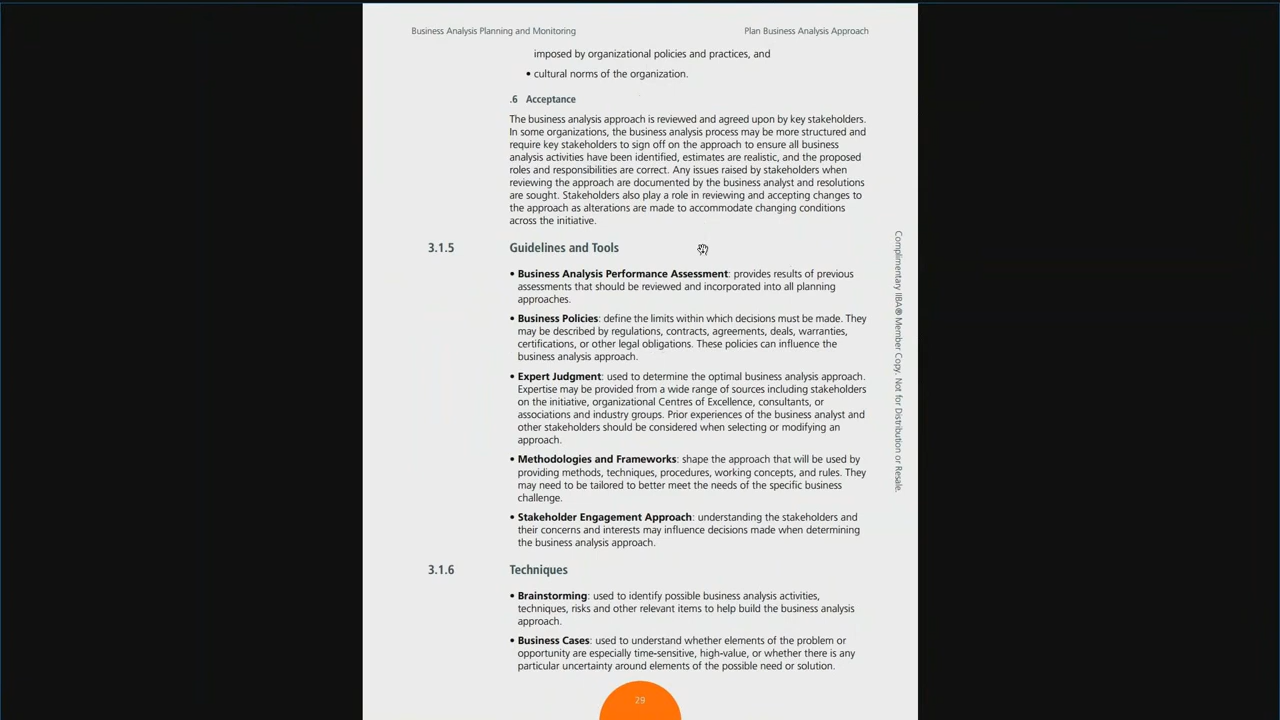 Business Analysis Planning and Monitoring
Plan Business Analysis Approach
imposed by organizational policies and practices, and
• cultural norms of the organization.
.6 Acceptance
The business analysis approach is reviewed and agreed upon by key stakeholders.
In some organizations, the business analysis process may be more structured and
require key stakeholders to sign off on the approach to ensure all business
analysis activities have been identified, estimates are realistic, and the proposed
roles and responsibilities are correct. Any issues raised by stakeholders when
reviewing the approach are documented by the business analyst and resolutions
are sought. Stakeholders also play a role in reviewing and accepting changes to
the approach as alterations are made to accommodate changing conditions
across the initiative.
3.1.5 Guidelines and Tools
• Business Analysis Performance Assessment: provides results of previous
assessments that should be reviewed and incorporated into all planning
approaches.
• Business Policies: define the limits within which decisions must be made. They
may be described by regulations, contracts, agreements, deals, warranties,
certifications, or other legal obligations. These policies can influence the
business analysis approach.
• Expert Judgment: used to determine the optimal business analysis approach.
Expertise may be provided from a wide range of sources including stakeholders
on the initiative, organizational Centres of Excellence, consultants, or
associations and industry groups. Prior experiences of the business analyst and
other stakeholders should be considered when selecting or modifying an
approach.
• Methodologies and Frameworks: shape the approach that will be used by
providing methods, techniques, procedures, working concepts, and rules. They
may need to be tailored to better meet the needs of the specific business
challenge.
• Stakeholder Engagement Approach: understanding the stakeholders and
their concerns and interests may influence decisions made when determining
the business analysis approach.
3.1.6 Techniques
• Brainstorming: used to identify possible business analysis activities,
techniques, risks and other relevant items to help build the business analysis
approach.
• Business Cases: used to understand whether elements of the problem or
opportunity are especially time-sensitive, high-value, or whether there is any
particular uncertainty around elements of the possible need or solution.
29
Complimentary IIBA® Member Copy. Not for Distribution or Resale.